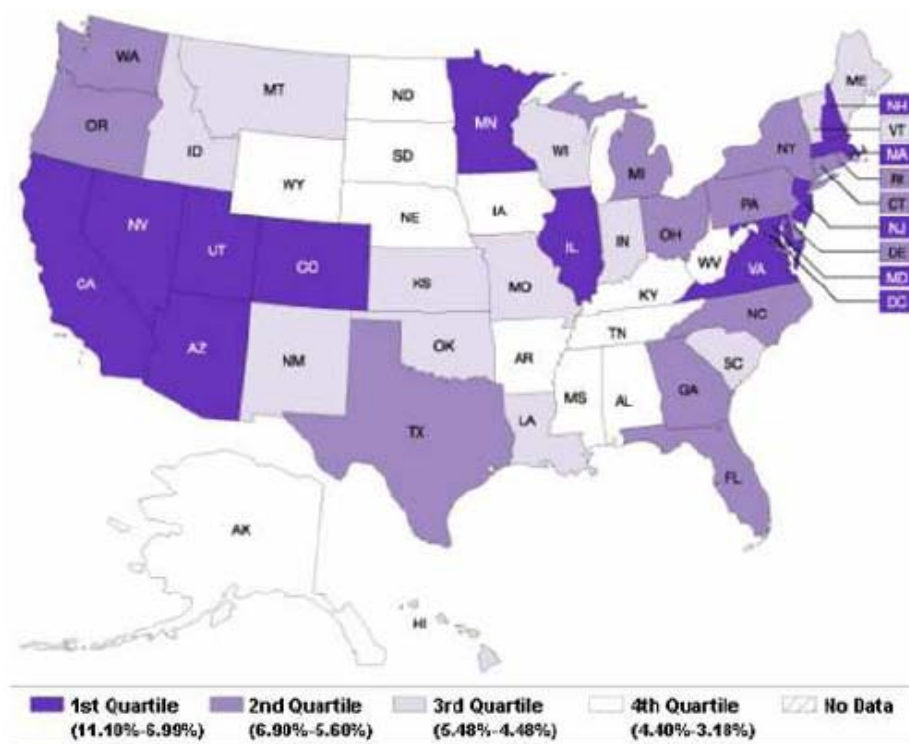 WA
MT
ND
ME
OR
MN
NH
ID
SD
WI
NY
VT
MA
WY
MI
RI
IA
PA
CT
NE
NV
UT
CO
IL
IN
OH
NJ
DE
CA
KS
MO
WV
VA
MD
KY
DC
NC
AZ
NM
OK
TN
AR
SC
MS
AL
GA
TX
LA
FL
AK
HI
1st Quartile 2nd Quartile 3rd Quartile 4th Quartile No Data
(11.10%-6.99%) (6.90%-5.60%) (5.48%-4.48%) (4.40%-3.18%)